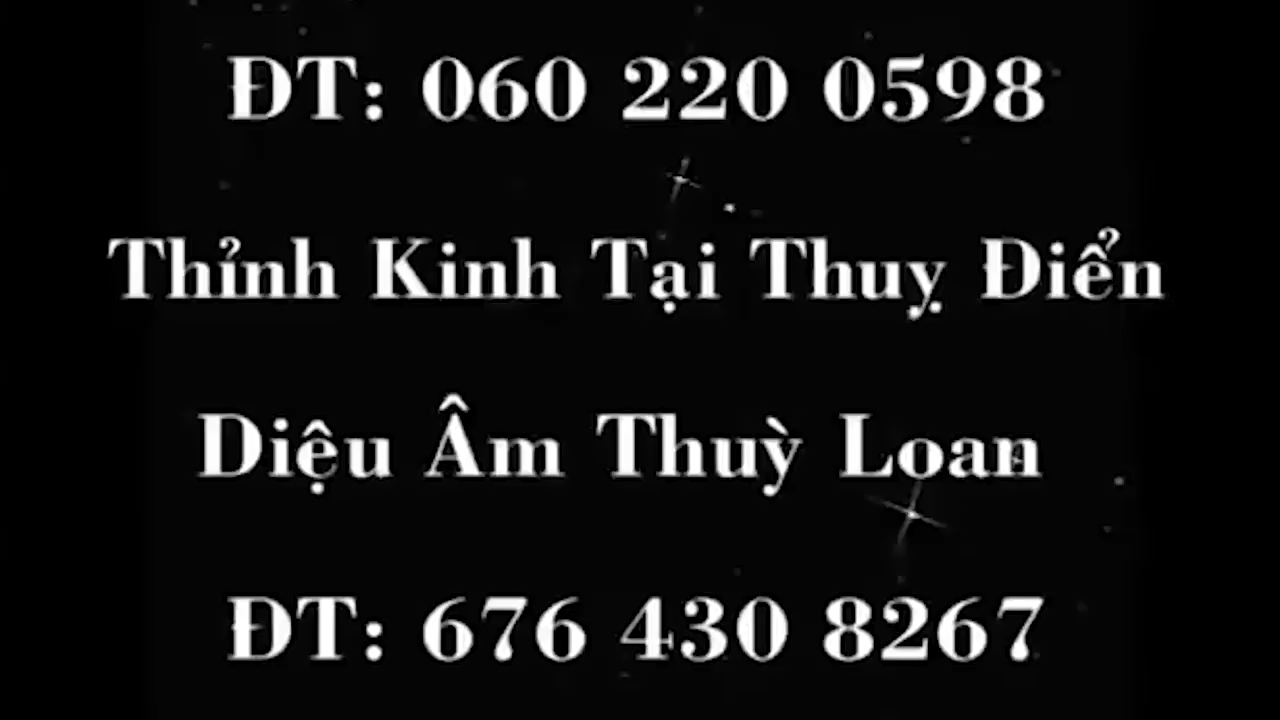 ĐT: 060 220 0598
Thỉnh Kinh Tại Thuỵ Điển
Diệu Âm Thuỳ Loan
ĐT: 676 430 8267